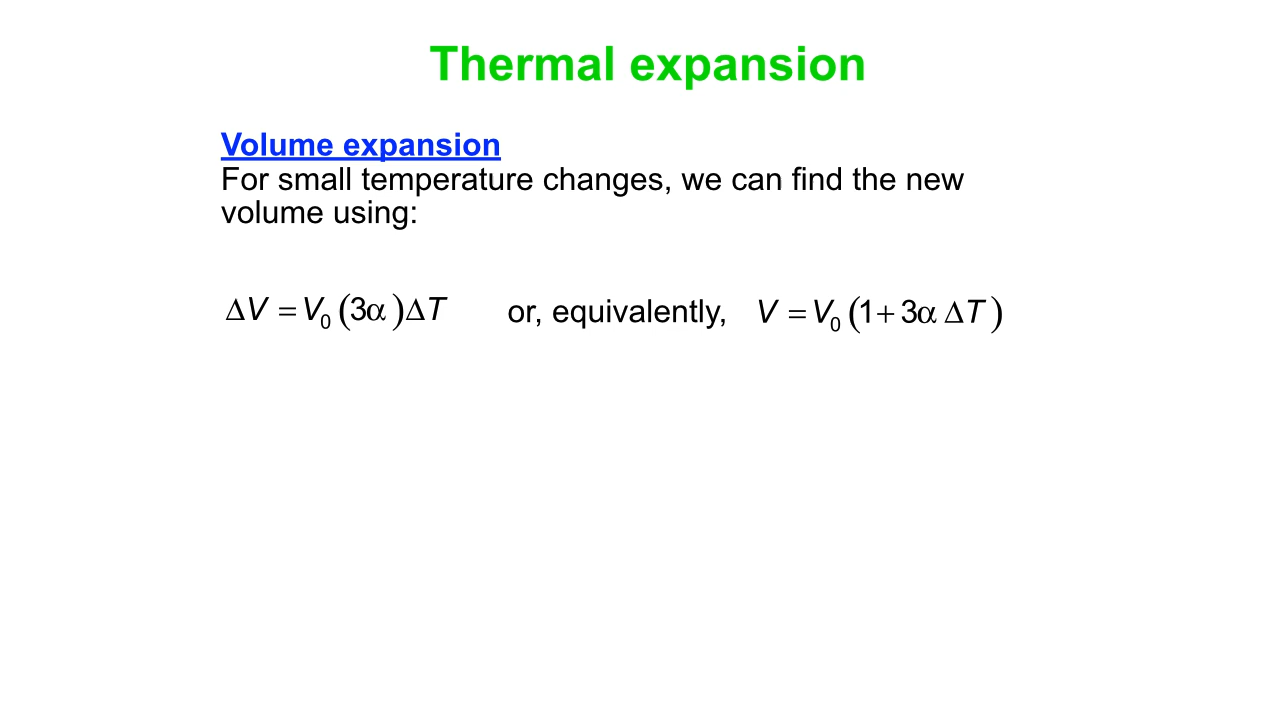 Thermal expansion
Volume expansion
For small temperature changes, we can find the new
volume using:
ΔV = V₀ (3α)ΔT or, equivalently, V = V₀ (1+ 3α ΔT)